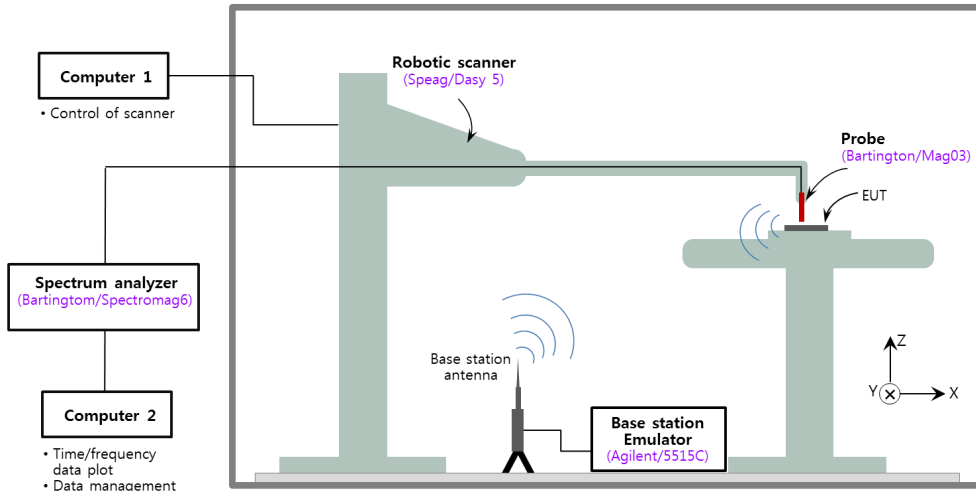 Computer 1
• Control of scanner
Robotic scanner
(Speag/Dasy 5)
Probe
(Bartington/Mag03)
EUT
Spectrum analyzer
(Bartingtom/Spectromag6)
Base station
antenna
Z
Y
X
Computer 2
• Time/frequency
data plot
• Data management
Base station
Emulator
(Agilent/5515C)